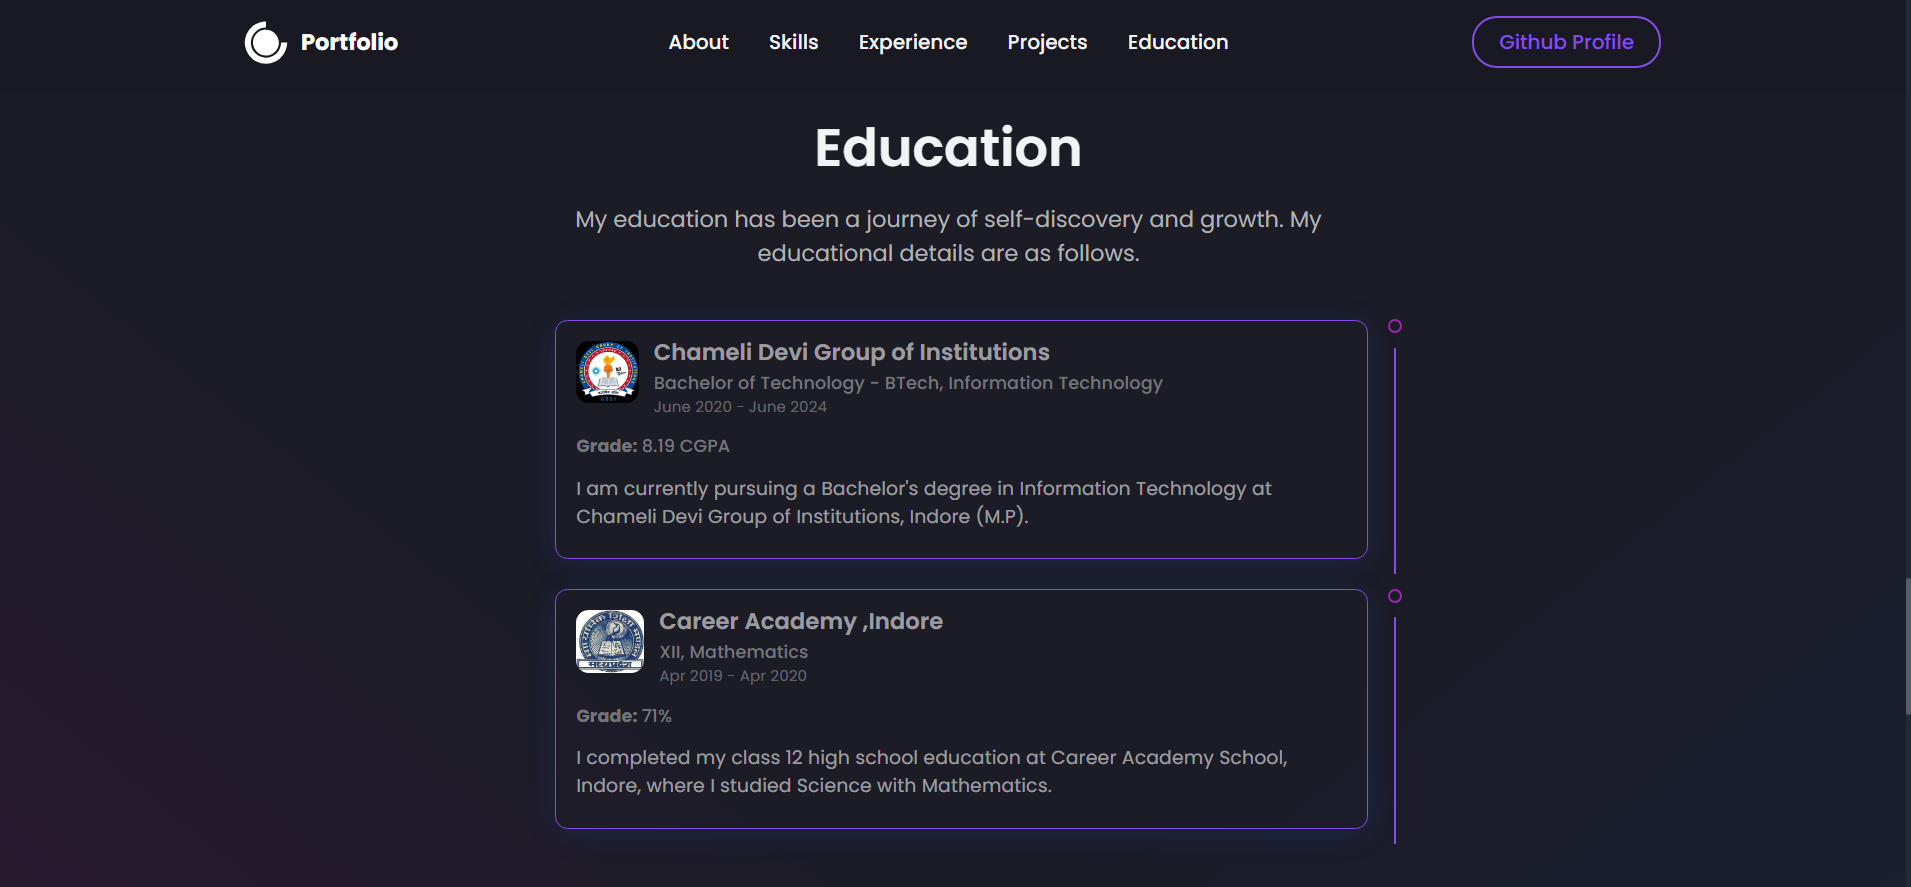 Portfolio
About
Skills
Experience
Projects
Education
Github Profile
Education
My education has been a journey of self-discovery and growth. My
educational details are as follows.
Chameli Devi Group of Institutions
Bachelor of Technology - BTech, Information Technology
June 2020 - June 2024
Grade: 8.19 CGPA
I am currently pursuing a Bachelor's degree in Information Technology at
Chameli Devi Group of Institutions, Indore (M.P).
Career Academy ,Indore
XII, Mathematics
Apr 2019 - Apr 2020
Grade: 71%
I completed my class 12 high school education at Career Academy School,
Indore, where I studied Science with Mathematics.